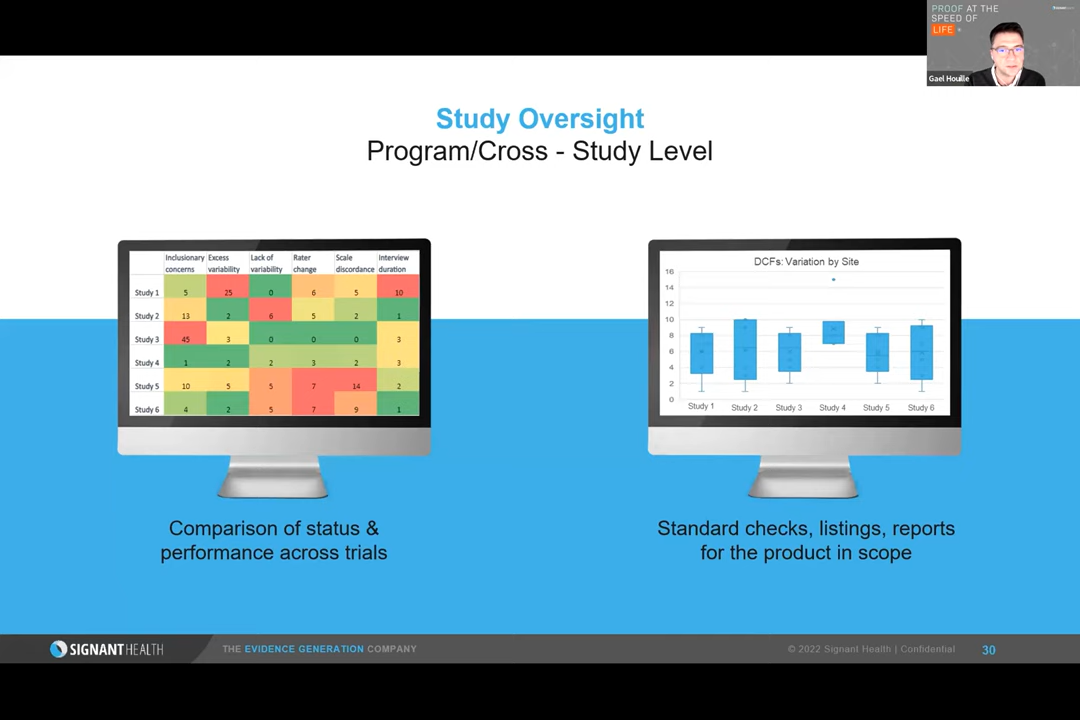 PROOF AT THE
SPEED OF
LIFE
Gael Houille
Study Oversight
Program/Cross - Study Level
Inclusionary concerns Excess variability Lack of variability Rater change Scale discordance Interview duration
Study 1 5 25 0 6 5 10
Study 2 13 2 6 5 2 1
Study 3 45 3 0 0 0 3
Study 4 1 2 2 3 2 3
Study 5 10 5 5 7 14 2
Study 6 4 2 5 7 9 1
DCFs: Variation by Site
16
14
12
10
8
6
4
2
0
Study 1 Study 2 Study 3 Study 4 Study 5 Study 6
Comparison of status &
performance across trials
Standard checks, listings, reports
for the product in scope
SIGNANTHEALTH
THE EVIDENCE GENERATION COMPANY
© 2022 Signant Health | Confidential
30